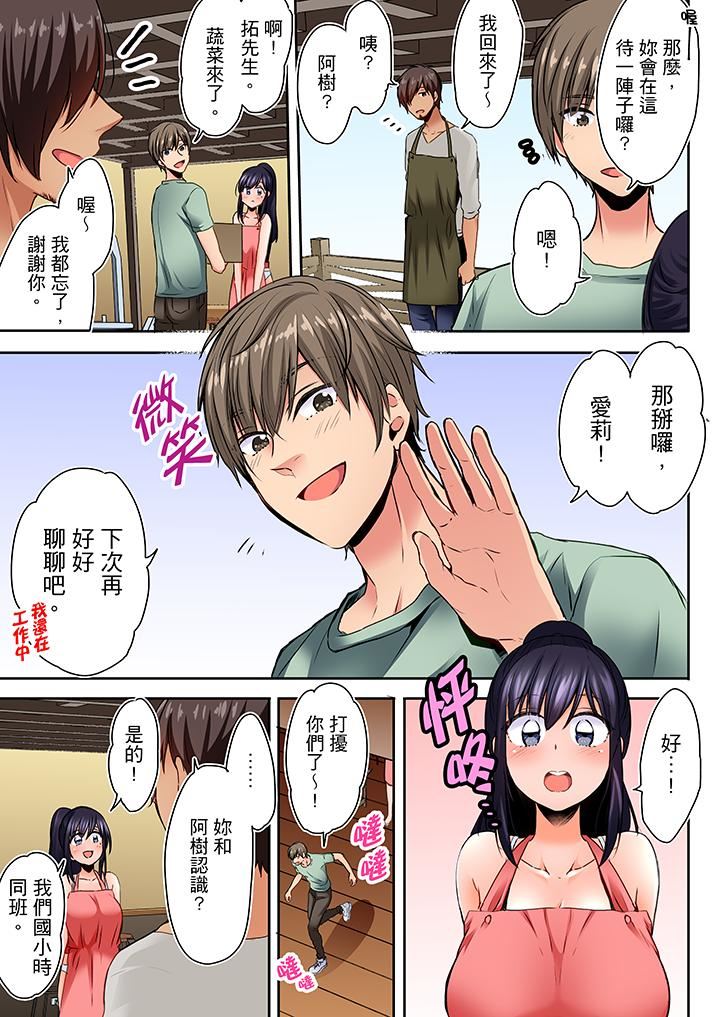 喔
那麼，
妳會在這
待一陣子囉？
嗯！
我回來了～
咦？
阿樹？
啊！
拓先生。
蔬菜來了。
喔～
我都忘了，
謝謝你。
那掰囉，
愛莉！
微笑
下次再
好好
聊聊吧。
我還在
工作中
好…！
怦咚
打擾
你們了～！
噠噠
噠噠
……
妳和
阿樹認識？
是的！
我們國小時
同班。